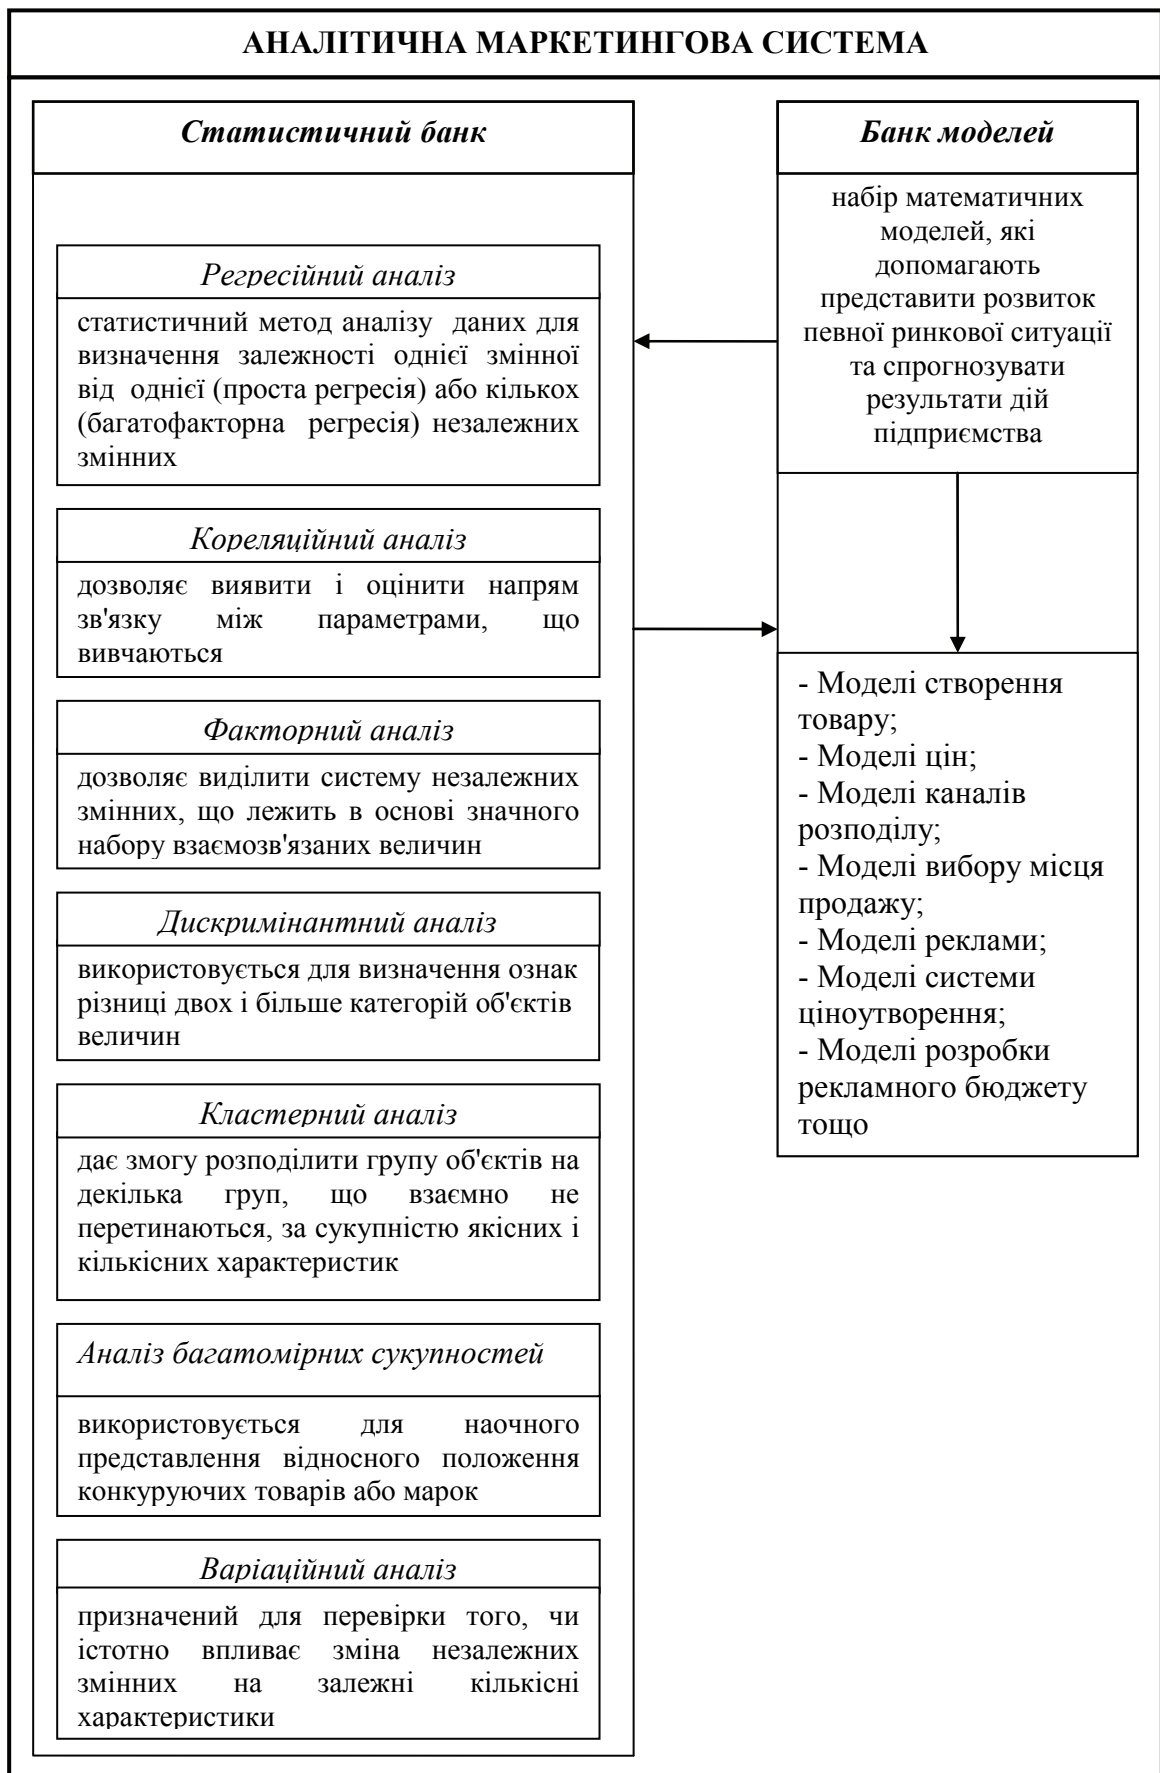 АНАЛІТИЧНА МАРКЕТИНГОВА СИСТЕМА
Статистичний банк
Регресійний аналіз
статистичний метод аналізу даних для
визначення залежності однієї змінної
від однієї (проста регресія) або кількох
(багатофакторна регресія) незалежних
змінних
Кореляційний аналіз
дозволяє виявити і оцінити напрям
зв'язку між параметрами, що
вивчаються
Факторний аналіз
дозволяє виділити систему незалежних
змінних, що лежить в основі значного
набору взаємозв'язаних величин
Дискримінантний аналіз
використовується для визначення ознак
різниці двох і більше категорій об'єктів
величин
Кластерний аналіз
дає змогу розподілити групу об'єктів на
декілька груп, що взаємно не
перетинаються, за сукупністю якісних і
кількісних характеристик
Аналіз багатомірних сукупностей
використовується для наочного
представлення відносного положення
конкуруючих товарів або марок
Варіаційний аналіз
призначений для перевірки того, чи
істотно впливає зміна незалежних
змінних на залежні кількісні
характеристики
Банк моделей
набір математичних
моделей, які
допомагають
представити розвиток
певної ринкової ситуації
та спрогнозувати
результати дій
підприємства
- Моделі створення
товару;
- Моделі цін;
- Моделі каналів
розподілу;
- Моделі вибору місця
продажу;
- Моделі реклами;
- Моделі системи
ціноутворення;
- Моделі розробки
рекламного бюджету
тощо